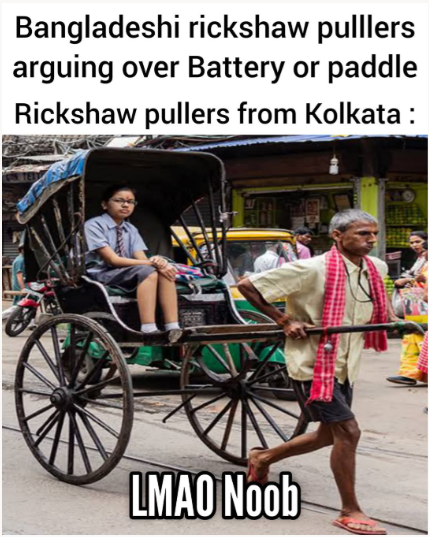 Bangladeshi rickshaw pulllers
arguing over Battery or paddle
Rickshaw pullers from Kolkata :
LMAO Noob